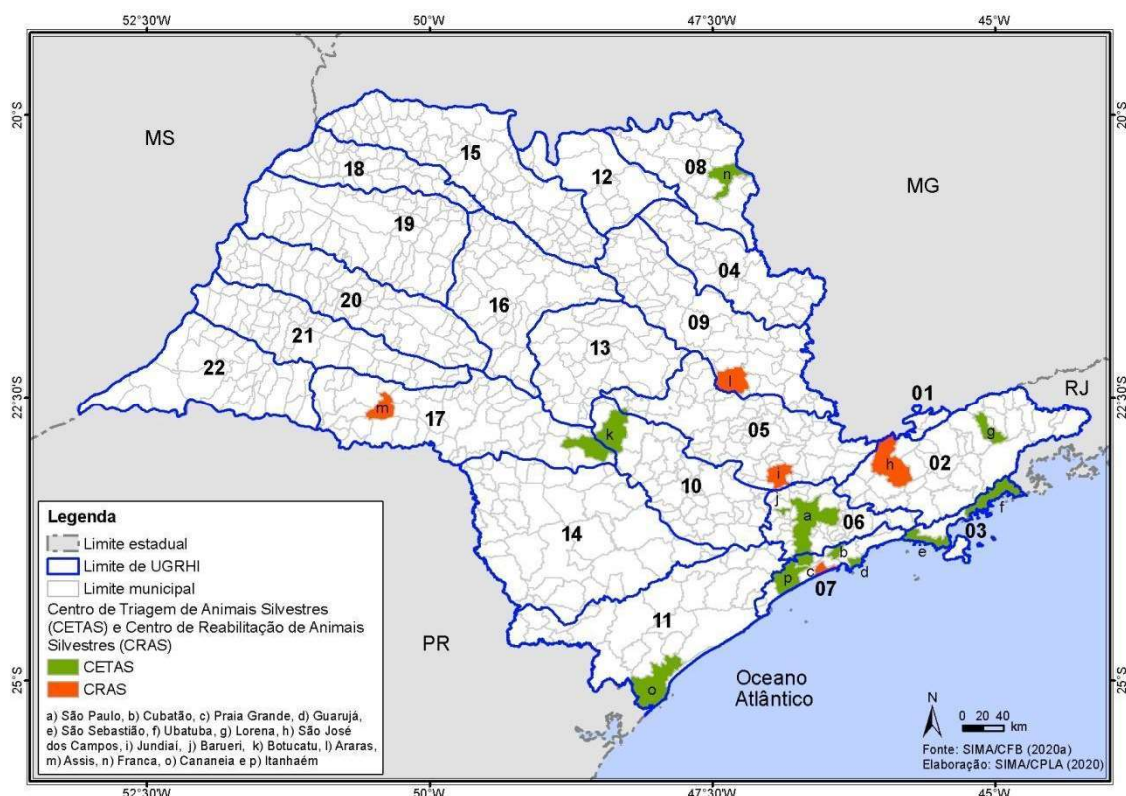 52°30'W 50°W 47°30'W 45°W
20°S 20°S
MS
15
18
12
08
n
MG
19
04
16
20
09
13
21
22
22°30'S 22°30'S
l
RJ
01
m
17
k
g
05
02
h
10
i
j
f
a
06
03
14
b
e
c
d
p
07
11
PR
o
25°S 25°S
Oceano
Atlântico
Legenda
Limite estadual
Limite de UGRHI
Limite municipal
Centro de Triagem de Animais Silvestres
(CETAS) e Centro de Reabilitação de Animais
Silvestres (CRAS)
CETAS
CRAS
a) São Paulo, b) Cubatão, c) Praia Grande, d) Guarujá,
e) São Sebastião, f) Ubatuba, g) Lorena, h) São José
dos Campos, i) Jundiaí, j) Barueri, k) Botucatu, l) Araras,
m) Assis, n) Franca, o) Cananeia e p) Itanhaém
N
0 20 40
km
Fonte: SIMA/CFB (2020a)
Elaboração: SIMA/CPLA (2020)
52°30'W 50°W 47°30'W 45°W